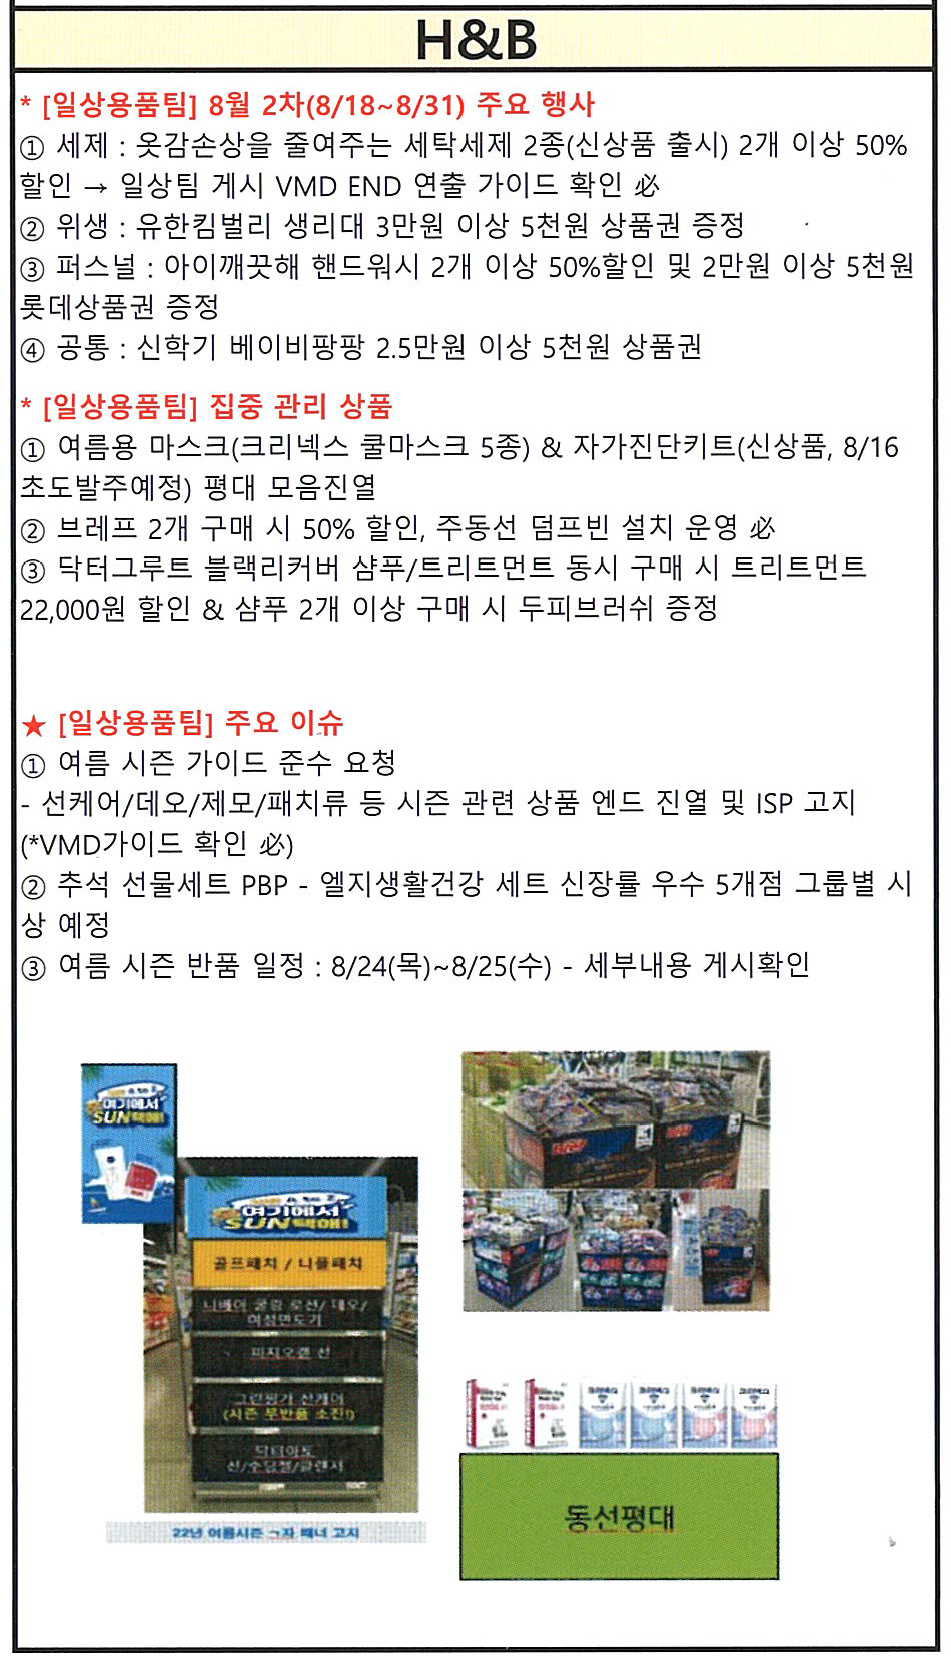 H&B
* [일상용품팀] 8월 2차(8/18~8/31) 주요 행사
① 세제 : 옷감손상을 줄여주는 세탁세제 2종(신상품 출시) 2개 이상 50%
할인 → 일상팀 게시 VMD END 연출 가이드 확인 必
② 위생 : 유한킴벌리 생리대 3만원 이상 5천원 상품권 증정
③ 퍼스널 : 아이깨끗해 핸드워시 2개 이상 50%할인 및 2만원 이상 5천원
롯데상품권 증정
④ 공통 : 신학기 베이비팡팡 2.5만원 이상 5천원 상품권
* [일상용품팀] 집중 관리 상품
① 여름용 마스크(크리넥스 쿨마스크 5종) & 자가진단키트(신상품, 8/16
초도발주예정) 평대 모음진열
② 브레프 2개 구매 시 50% 할인, 주동선 덤프빈 설치 운영 必
③ 닥터그루트 블랙리커버 샴푸/트리트먼트 동시 구매 시 트리트먼트
22,000원 할인 & 샴푸 2개 이상 구매 시 두피브러쉬 증정
★ [일상용품팀] 주요 이슈
① 여름 시즌 가이드 준수 요청
- 선케어/데오/제모/패치류 등 시즌 관련 상품 엔드 진열 및 ISP 고지
(*VMD가이드 확인 必)
② 추석 선물세트 PBP - 엘지생활건강 세트 신장률 우수 5개점 그룹별 시
상 예정
③ 여름 시즌 반품 일정 : 8/24(목)~8/25(수) - 세부내용 게시확인
여기에서
SUN택해!
여기에서
SUN택해!
골프패치 / 니플패치
니베아 쿨링 로션/ 데오/
여성면도기
피지오겔 선
그린핑거 선케어
(시즌 무반품 소진!)
닥터아토
선/수딩젤/클렌저
22년 여름시즌 ㄱ자 배너 고지
동선평대